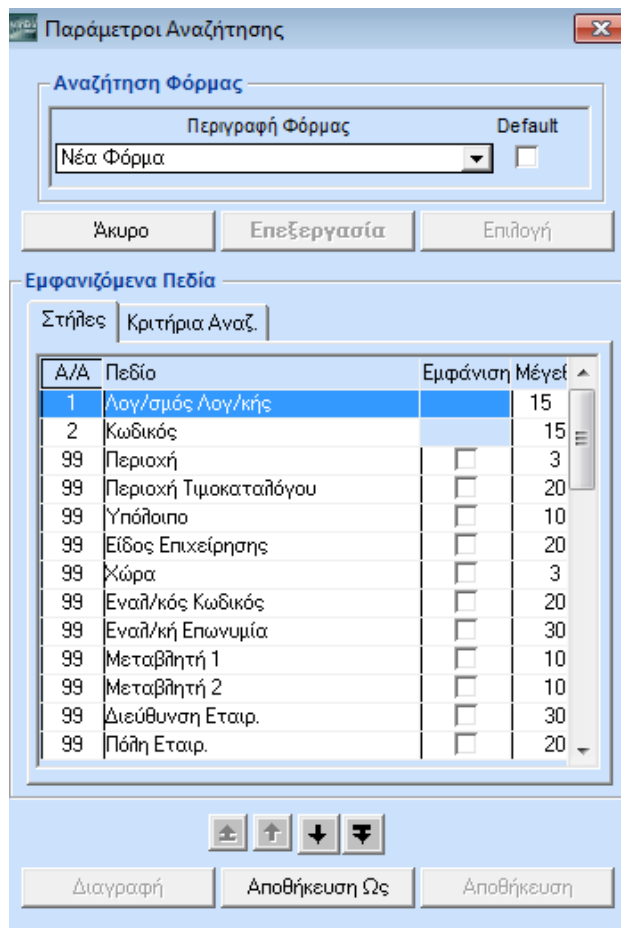 Παράμετροι Αναζήτησης
Αναζήτηση Φόρμας
Περιγραφή Φόρμας Default
Νέα Φόρμα
Άκυρο Επεξεργασία Επιλογή
Εμφανιζόμενα Πεδία
Στήλες Κριτήρια Αναζ.
Α/Α Πεδίο Εμφάνιση Μέγεθ
1 Λογ/σμός Λογ/κής 15
2 Κωδικός 15
99 Περιοχή 3
99 Περιοχή Τιμοκαταλόγου 20
99 Υπόλοιπο 10
99 Είδος Επιχείρησης 20
99 Χώρα 3
99 Εναλ/κός Κωδικός 20
99 Εναλ/κή Επωνυμία 30
99 Μεταβλητή 1 10
99 Μεταβλητή 2 10
99 Διεύθυνση Εταιρ. 30
99 Πόλη Εταιρ. 20
Διαγραφή Αποθήκευση Ως Αποθήκευση